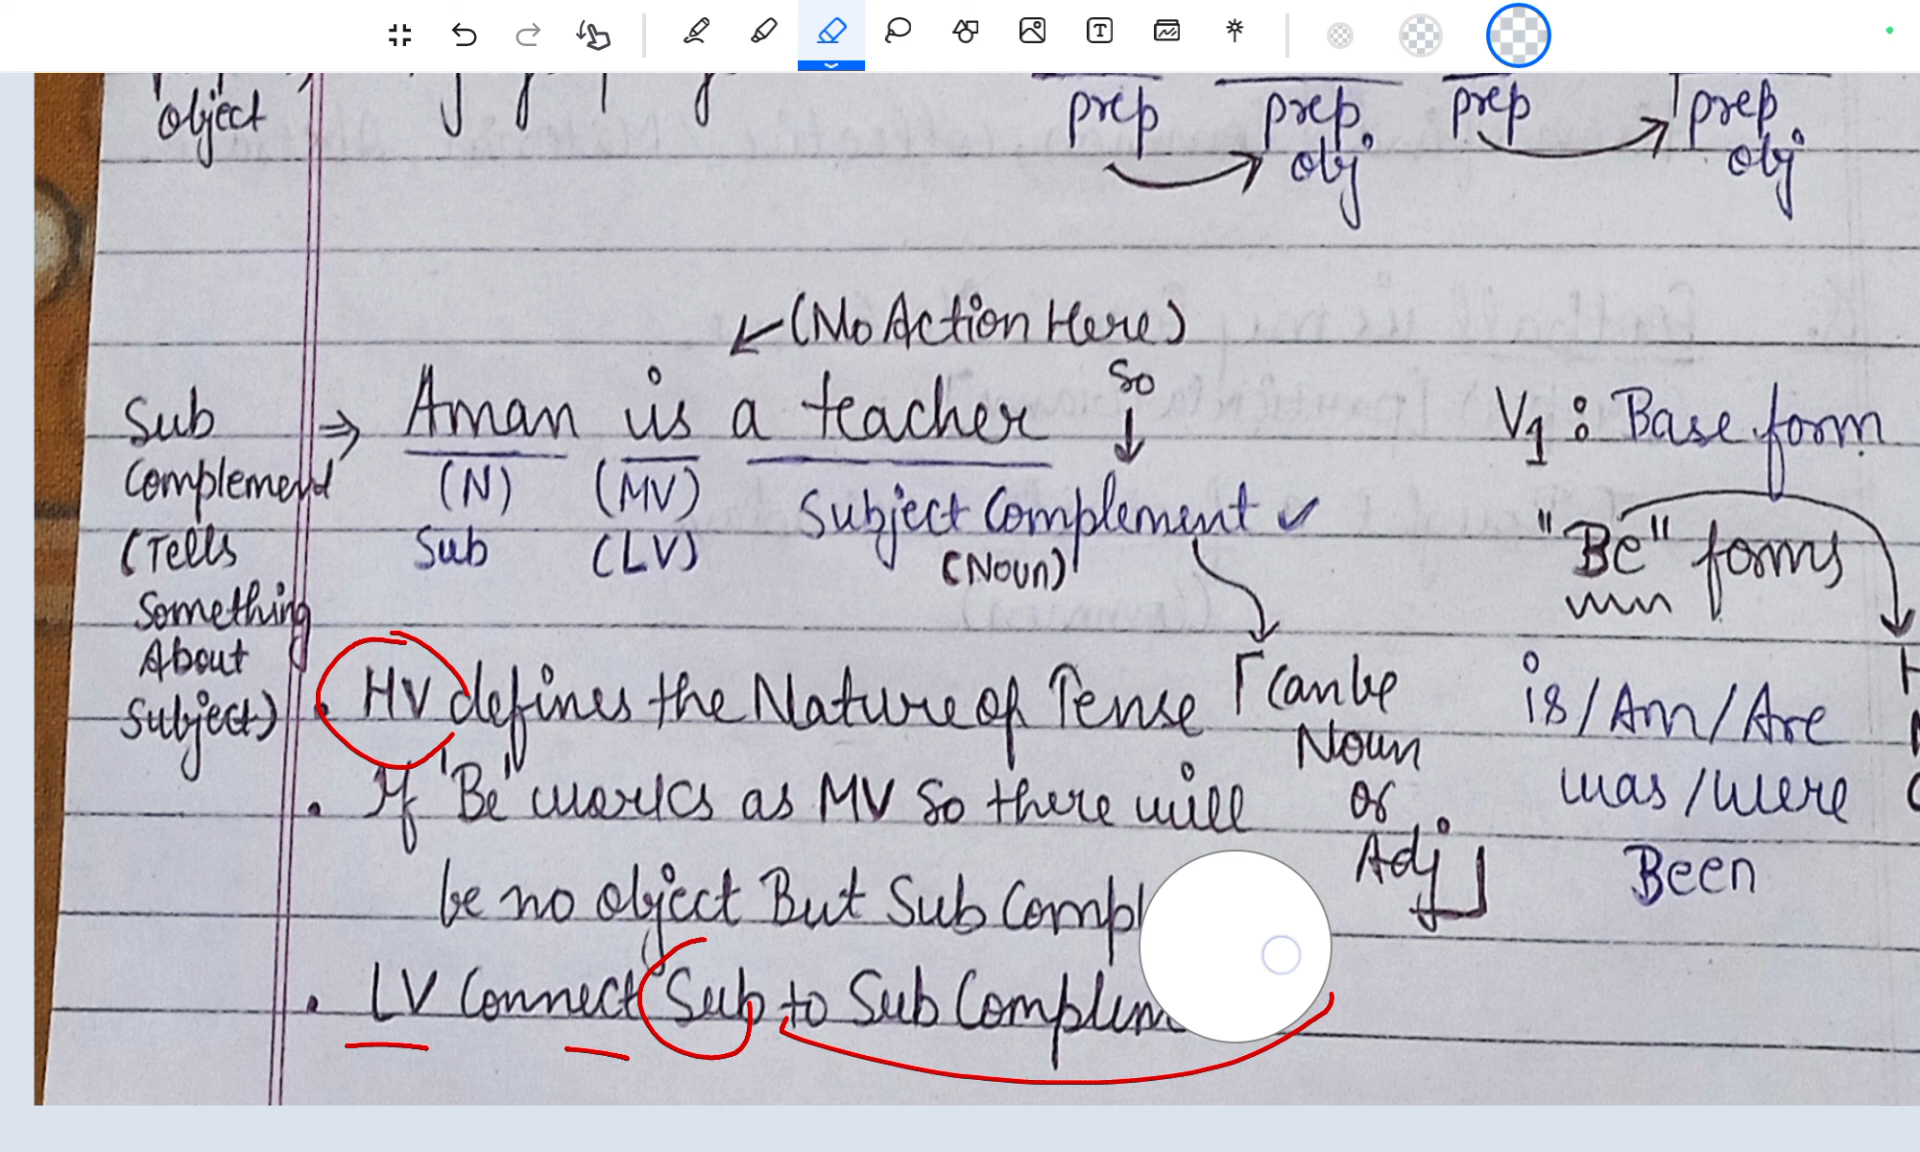 object
prep prep. prep prep.
obj obj
(No Action Here)
Sub ⇒ Aman is a teacher So V1 : Base form
Complement (N) (MV) Subject Complement ✓ "Be" forms
(Tells Sub (LV) (Noun)
Something
About
Subject) . HV defines the Nature of Tense [Can be is/Am/Are
Noun
. If "Be" works as MV So there will or was/were
be no object But Sub Compl Adj.] Been
. LV Connect Sub to Sub Complem